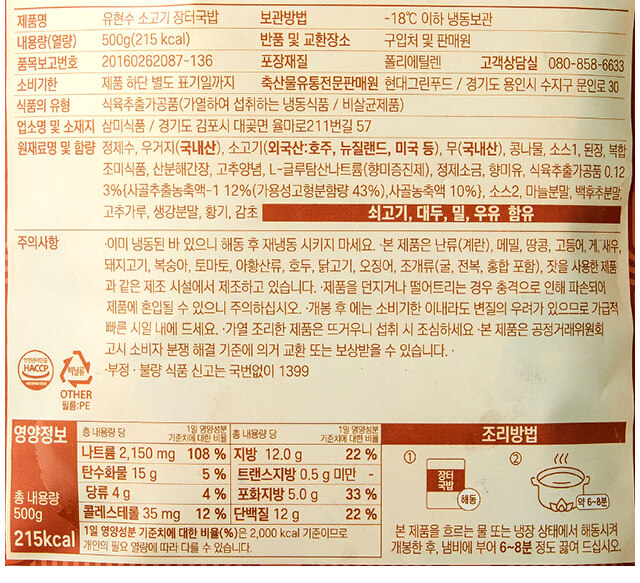 제품명 유현수 소고기 장터국밥 보관방법 -18℃ 이하 냉동보관
내용량(열량) 500g(215 kcal) 반품 및 교환장소 구입처 및 판매원
품목보고번호 20160262087-136 포장재질 폴리에틸렌 고객상담실 080-858-6633
소비기한 제품 하단 별도 표기일까지 축산물유통전문판매원 현대그린푸드 / 경기도 용인시 수지구 문인로 30
식품의 유형 식육추출가공품(가열하여 섭취하는 냉동식품 / 비살균제품)
업소명 및 소재지 삼미식품 / 경기도 김포시 대곶면 율마로211번길 57
원재료명 및 함량 정제수, 우거지(국내산), 소고기(외국산:호주, 뉴질랜드, 미국 등), 무(국내산), 콩나물, 소스1, 된장, 복합
조미식품, 산분해간장, 고추양념, L-글루탐산나트륨(향미증진제), 정제소금, 향미유, 식육추출가공품 0.12
3%{사골추출농축액-1 12%(가용성고형분함량 43%),사골농축액 10%}, 소스2, 마늘분말, 백후추분말,
고추가루, 생강분말, 황기, 감초 쇠고기, 대두, 밀, 우유 함유
주의사항 ·이미 냉동된 바 있으니 해동 후 재냉동 시키지 마세요. ·본 제품은 난류(계란), 메밀, 땅콩, 고등어, 게, 새우,
돼지고기, 복숭아, 토마토, 아황산류, 호두, 닭고기, 오징어, 조개류(굴, 전복, 홍합 포함), 잣을 사용한 제품
과 같은 제조 시설에서 제조하고 있습니다. ·제품을 던지거나 떨어트리는 경우 충격으로 인해 파손되어
제품에 혼입될 수 있으니 주의하십시오. ·개봉 후 에는 소비기한 이내라도 변질의 우려가 있으므로 가급적
빠른 시일 내에 드세요. ·가열 조리한 제품은 뜨거우니 섭취 시 조심하세요 ·본 제품은 공정거래위원회
고시 소비자 분쟁 해결 기준에 의거 교환 또는 보상받을 수 있습니다.
·부정·불량 식품 신고는 국번없이 1399
HACCP
비닐류
OTHER
필름:PE
영양정보 총 내용량 당 1일 영양성분 기준치에 대한 비율 총 내용량 당 1일 영양성분 기준치에 대한 비율
나트륨 2,150 mg 108 % 지방 12.0 g 22 %
탄수화물 15 g 5 % 트랜스지방 0.5 g 미만 -
당류 4 g 4 % 포화지방 5.0 g 33 %
콜레스테롤 35 mg 12 % 단백질 12 g 22 %
총 내용량
500g
215kcal
1일 영양성분 기준치에 대한 비율(%)은 2,000 kcal 기준이므로
개인의 필요 열량에 따라 다를 수 있습니다.
조리방법
① ②
장터
국밥
해동
약 6~8분
본 제품을 흐르는 물 또는 냉장 상태에서 해동시켜
개봉한 후, 냄비에 부어 6~8분 정도 끓여 드십시오.